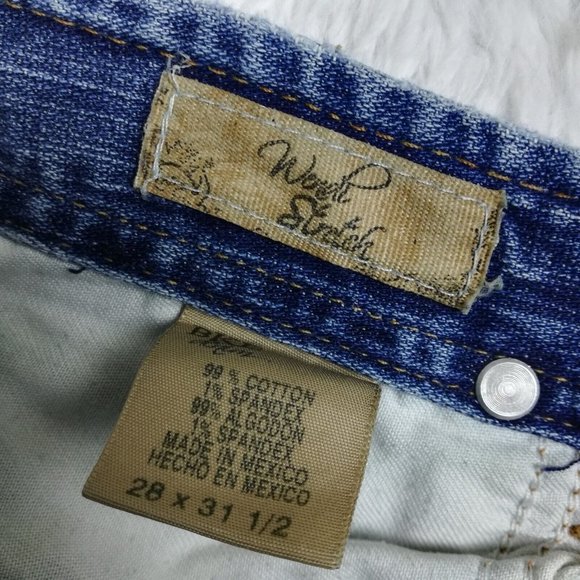 Stretch
99 % COTTON
1% SPANDEX
99% ALGODON
1% SPANDEX
MADE IN MEXICO
HECHO EN MEXICO
28 x 31 1/2